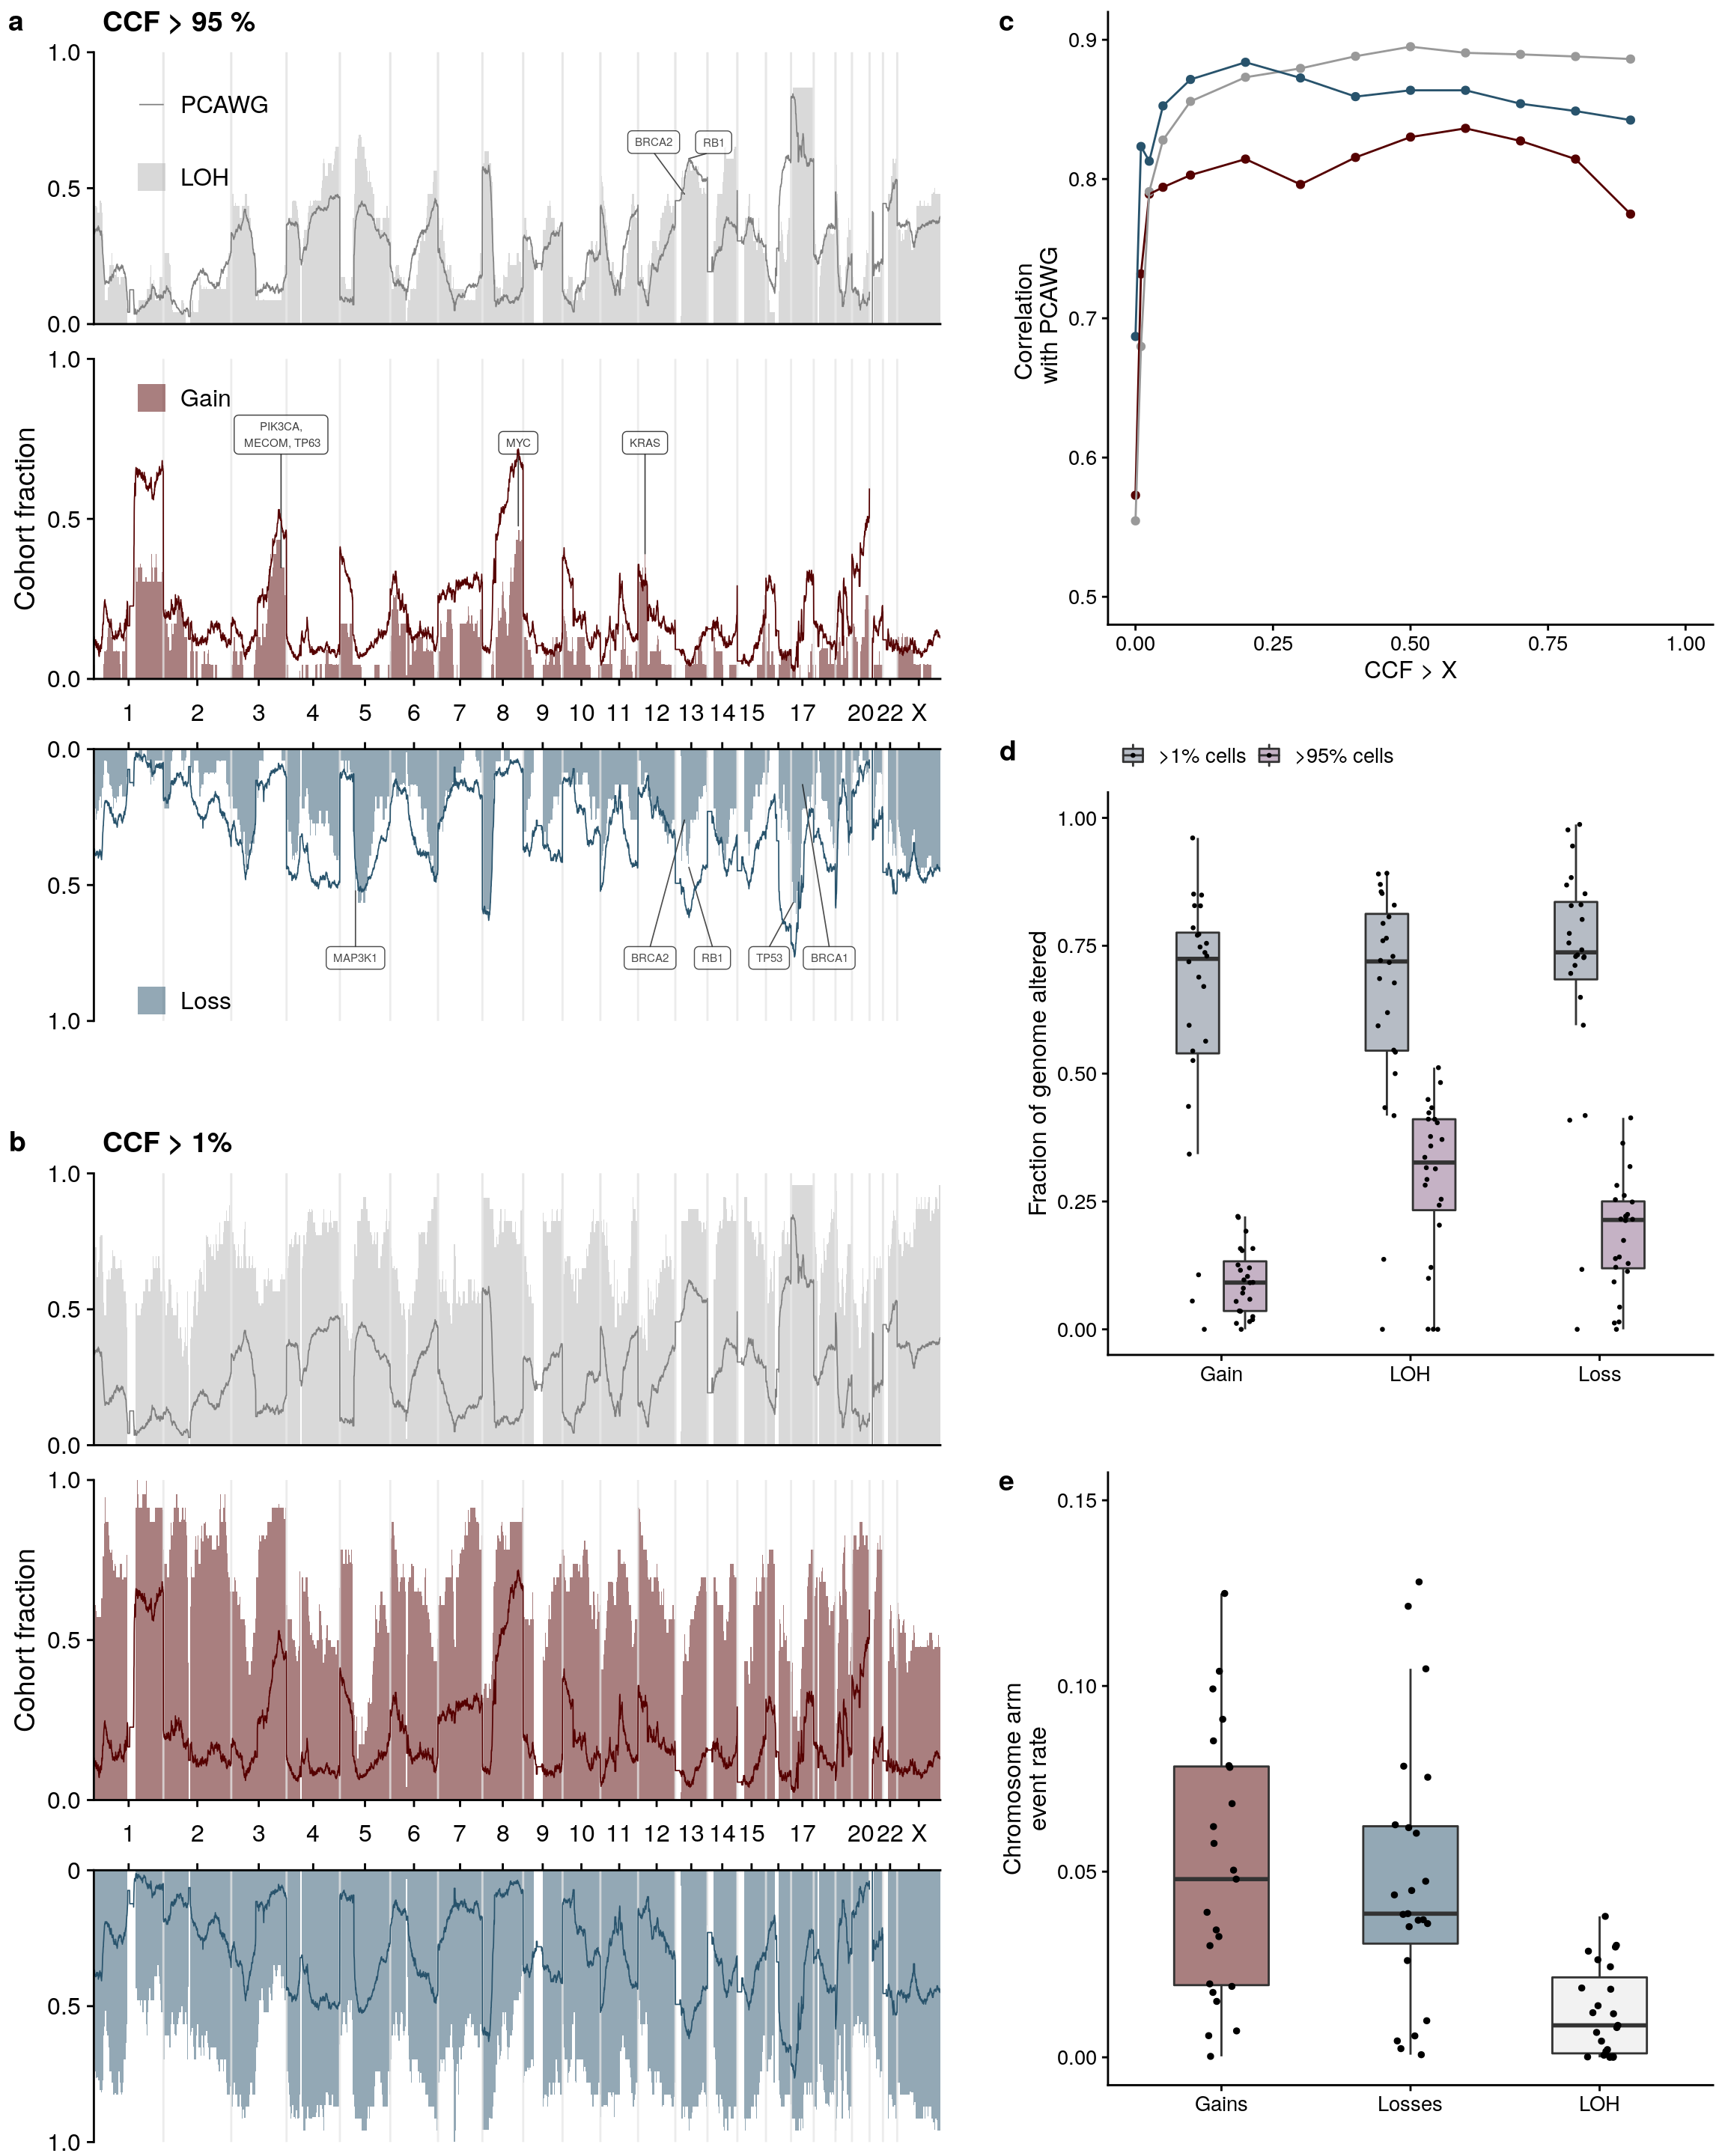 a
CCF > 95 %
1.0
0.5
0.0
PCAWG
LOH
BRCA2
RB1
Cohort fraction
1.0
0.5
0.0
Gain
PIK3CA,
MECOM, TP63
MYC
KRAS
1 2 3 4 5 6 7 8 9 10 11 12 13 14 15 17 20 22 X
0.0
0.5
1.0
MAP3K1
BRCA2
RB1
TP53
BRCA1
Loss
b
CCF > 1%
1.0
0.5
0.0
Cohort fraction
1.0
0.5
0.0
1 2 3 4 5 6 7 8 9 10 11 12 13 14 15 17 20 22 X
0
0.5
1.0
c
Correlation
with PCAWG
0.9
0.8
0.7
0.6
0.5
0.00 0.25 0.50 0.75 1.00
CCF > X
d
>1% cells >95% cells
Fraction of genome altered
1.00
0.75
0.50
0.25
0.00
Gain LOH Loss
e
Chromosome arm
event rate
0.15
0.10
0.05
0.00
Gains Losses LOH